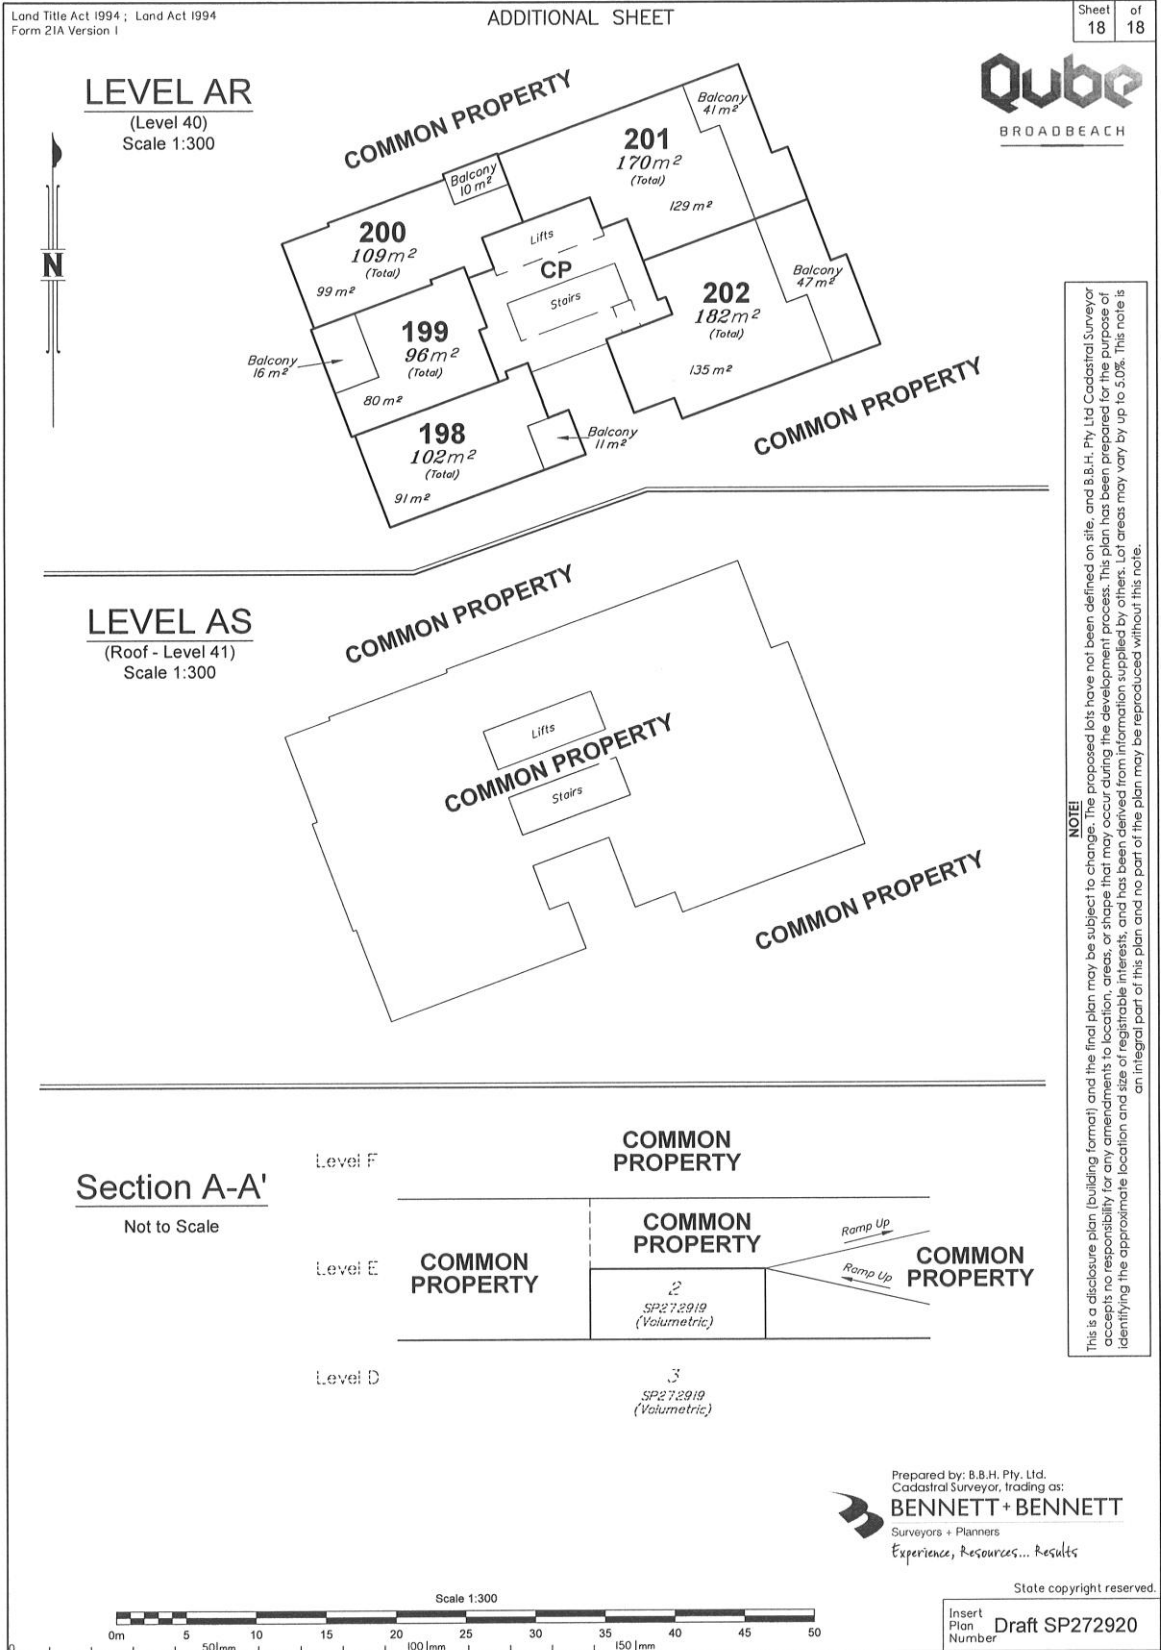 Land Title Act 1994 ; Land Act 1994
Form 21A Version 1
ADDITIONAL SHEET
Sheet of
18 18
Qube
BROADBEACH
LEVEL AR
(Level 40)
Scale 1:300
N
COMMON PROPERTY
Balcony
41 m²
201
170m²
(Total)
129 m²
Balcony
10 m²
200
109m²
(Total)
99 m²
Lifts
CP
Stairs
Balcony
47 m²
202
182m²
(Total)
135 m²
199
96m²
(Total)
80 m²
Balcony
16 m²
198
102m²
(Total)
91 m²
Balcony
11 m²
COMMON PROPERTY
LEVEL AS
(Roof - Level 41)
Scale 1:300
COMMON PROPERTY
Lifts
COMMON PROPERTY
Stairs
COMMON PROPERTY
Section A-A'
Not to Scale
Level F
COMMON
PROPERTY
Level E
COMMON
PROPERTY
COMMON
PROPERTY
Ramp Up
Ramp Up
COMMON
PROPERTY
2
SP272919
(Volumetric)
Level D
3
SP272919
(Volumetric)
NOTE!
This is a disclosure plan (building format) and the final plan may be subject to change. The proposed lots have not been defined on site, and B.B.H. Pty Ltd Cadastral Surveyor
accepts no responsibility for any amendments to location, areas, or shape that may occur during the development process. This plan has been prepared for the purpose of
identifying the approximate location and size of registrable interests, and has been derived from information supplied by others. Lot areas may vary by up to 5.0%. This note is
an integral part of this plan and no part of the plan may be reproduced without this note.
Prepared by: B.B.H. Pty. Ltd.
Cadastral Surveyor, trading as:
BENNETT + BENNETT
Surveyors + Planners
Experience, Resources... Results
State copyright reserved.
Scale 1:300
0m 5 10 15 20 25 30 35 40 45 50
0 50mm 100mm 150mm
Insert
Plan
Number
Draft SP272920